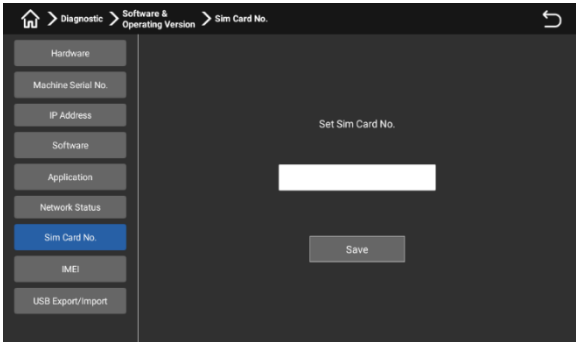 Diagnostic
Software &
Operating Version
Sim Card No.
Hardware
Machine Serial No.
IP Address
Software
Application
Network Status
Sim Card No.
IMEI
USB Export/Import
Set Sim Card No.
Save